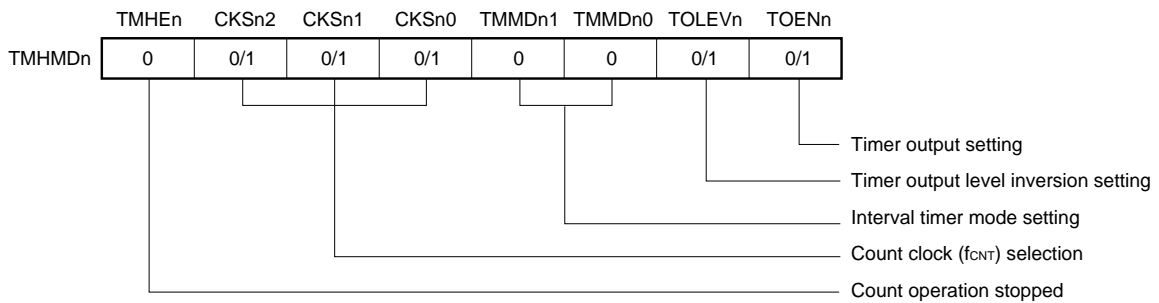 TMHEn CKSn2 CKSn1 CKSn0 TMMDn1 TMMDn0 TOLEVn TOENn
TMHMDn 0 0/1 0/1 0/1 0 0 0/1 0/1
Timer output setting
Timer output level inversion setting
Interval timer mode setting
Count clock (fCNT) selection
Count operation stopped